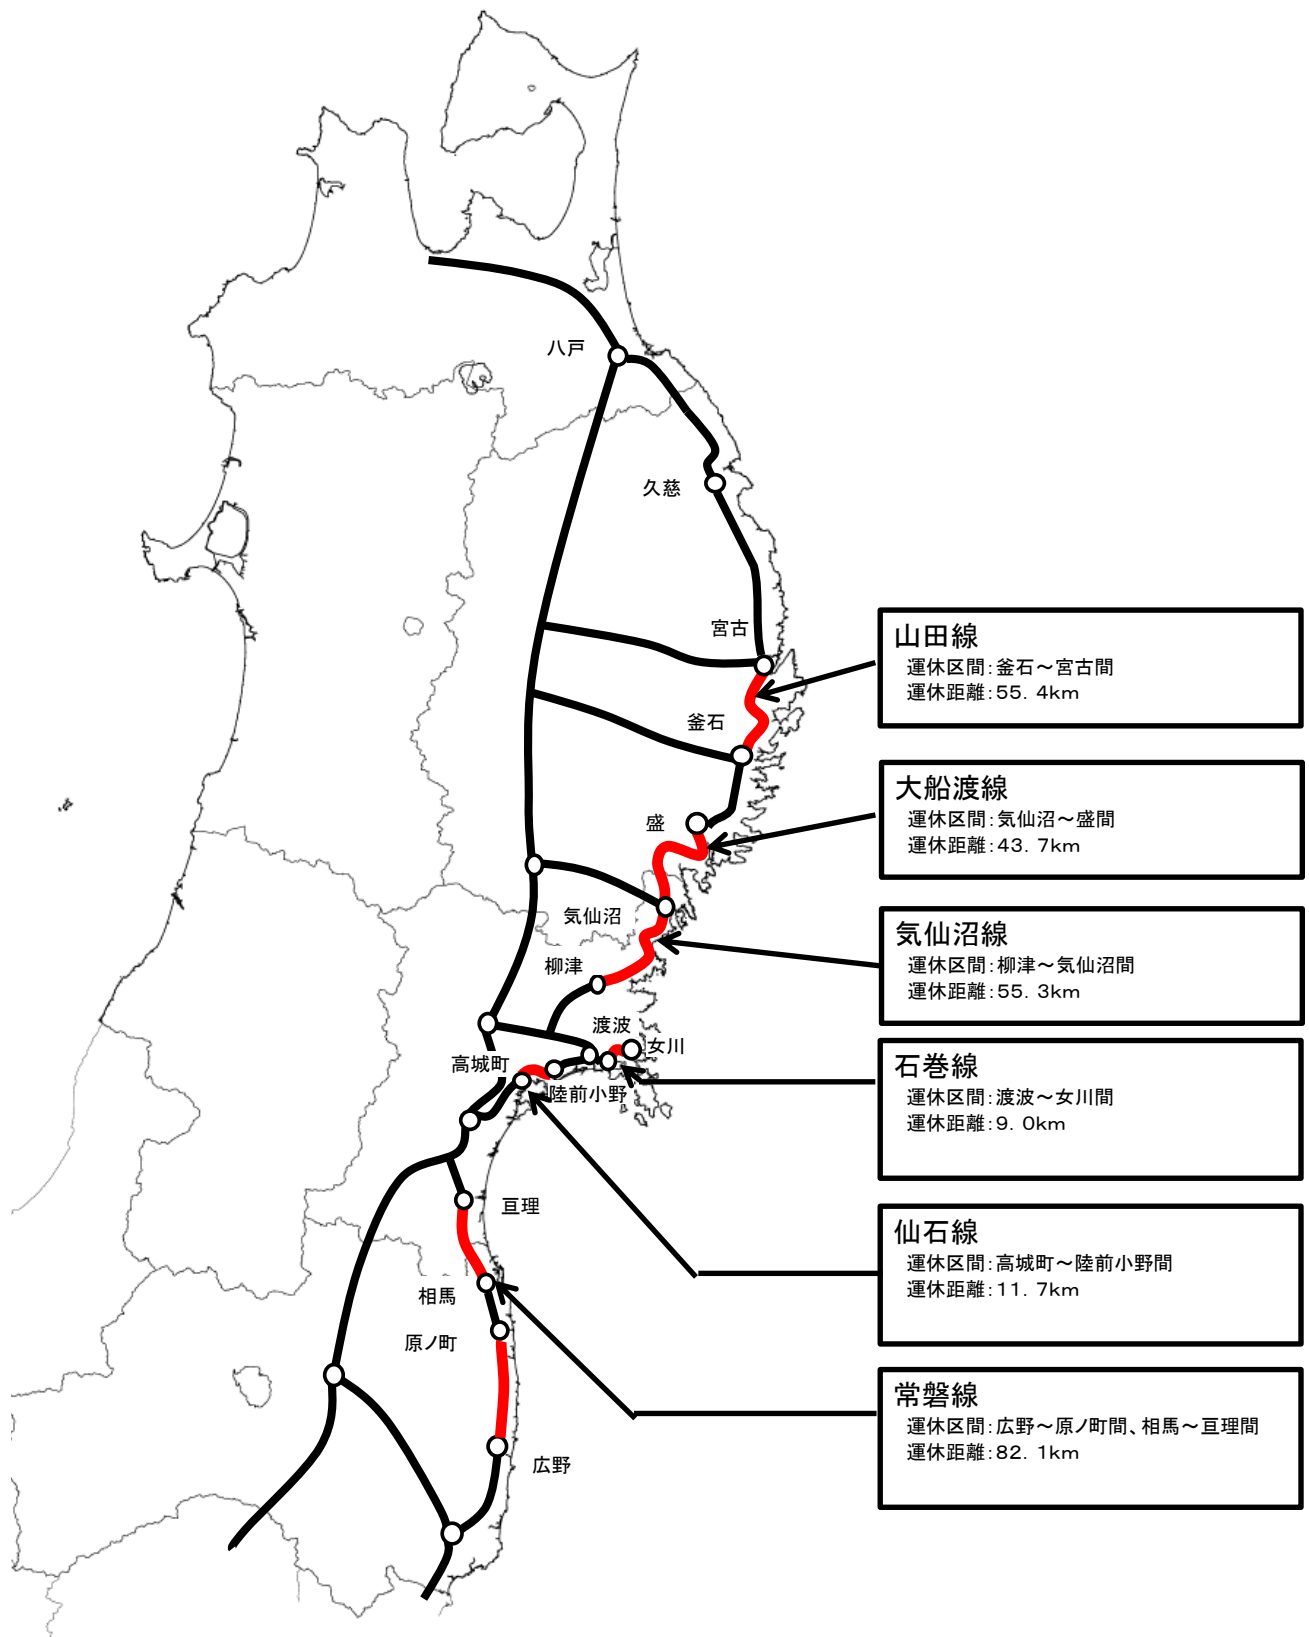 八戸
久慈
宮古
釜石
盛
気仙沼
柳津
渡波
女川
高城町
陸前小野
亘理
相馬
原ノ町
広野
山田線
運休区間:釜石~宮古間
運休距離:55.4km
大船渡線
運休区間:気仙沼~盛間
運休距離:43.7km
気仙沼線
運休区間:柳津~気仙沼間
運休距離:55.3km
石巻線
運休区間:渡波~女川間
運休距離:9.0km
仙石線
運休区間:高城町~陸前小野間
運休距離:11.7km
常磐線
運休区間:広野~原ノ町間、相馬~亘理間
運休距離:82.1km